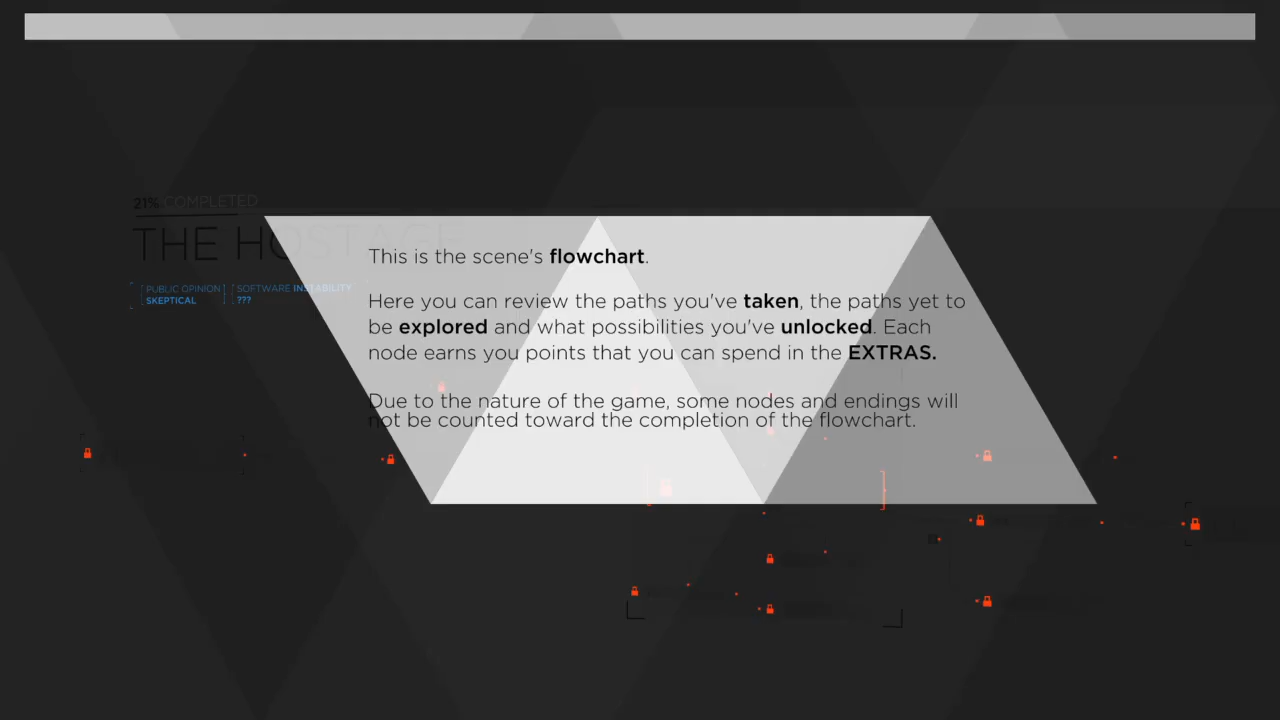 21% COMPLETED
THE HOSTAGE
PUBLIC OPINION
SKEPTICAL
SOFTWARE INSTABILITY
???
This is the scene's flowchart.
Here you can review the paths you've taken, the paths yet to
be explored and what possibilities you've unlocked. Each
node earns you points that you can spend in the EXTRAS.
Due to the nature of the game, some nodes and endings will
not be counted toward the completion of the flowchart.